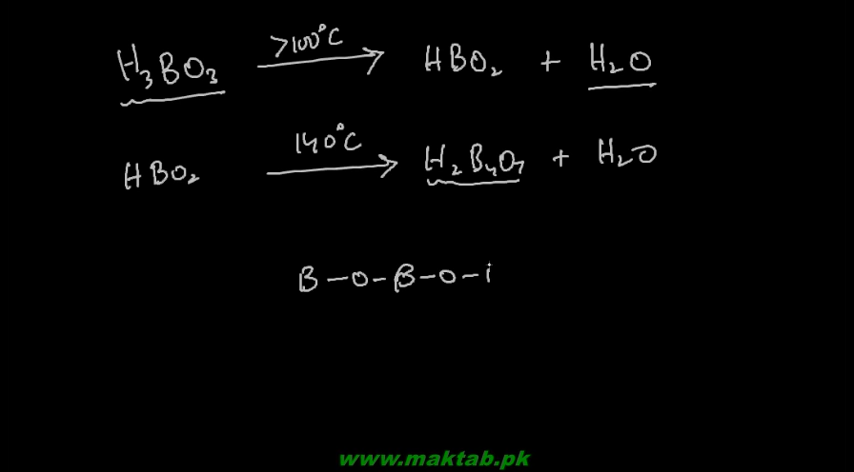 H₃BO₃ >100°C → HBO₂ + H₂O
HBO₂ 140°C → H₂B₄O₇ + H₂O
B-O-B-O-i
www.maktab.pk